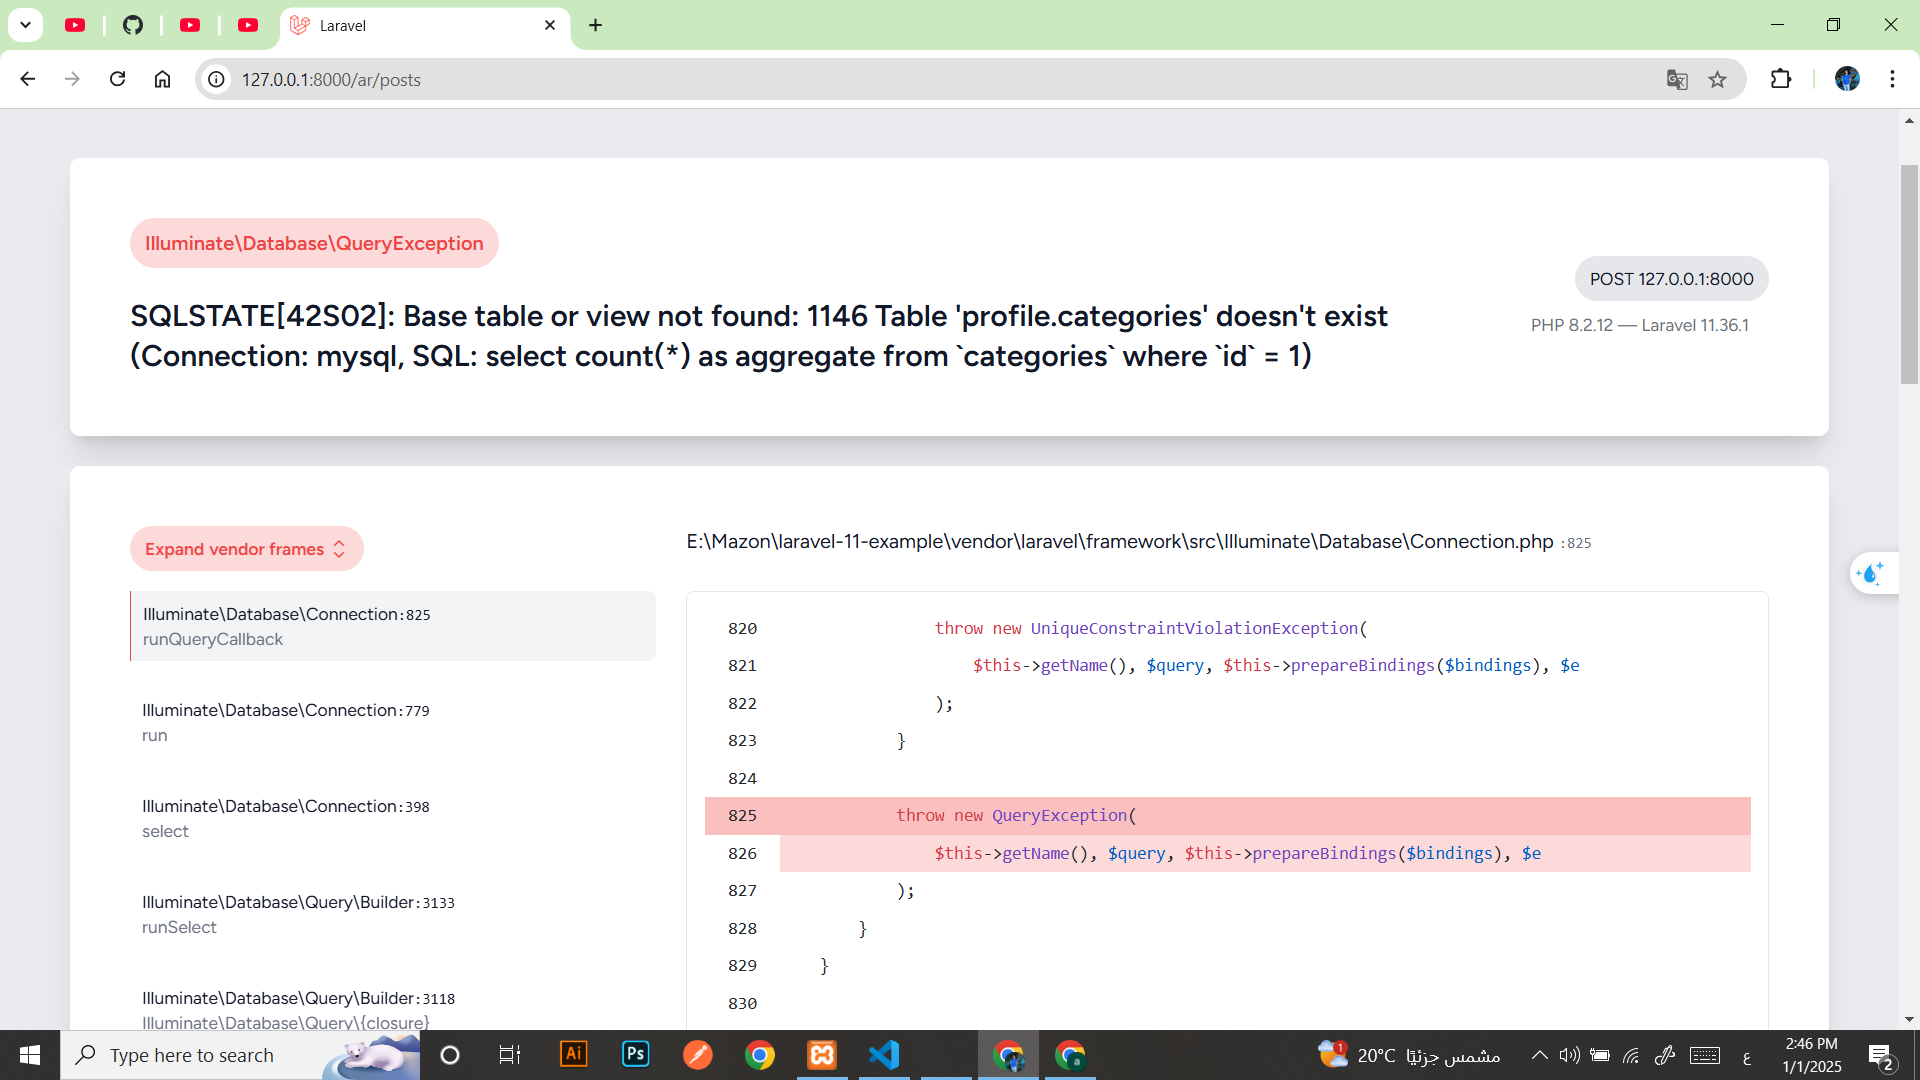 Laravel
127.0.0.1:8000/ar/posts
Illuminate\Database\QueryException
SQLSTATE[42S02]: Base table or view not found: 1146 Table 'profile.categories' doesn't exist
(Connection: mysql, SQL: select count(*) as aggregate from `categories` where `id` = 1)
POST 127.0.0.1:8000
PHP 8.2.12 — Laravel 11.36.1
Expand vendor frames
Illuminate\Database\Connection:825
runQueryCallback
Illuminate\Database\Connection:779
run
Illuminate\Database\Connection:398
select
Illuminate\Database\Query\Builder:3133
runSelect
Illuminate\Database\Query\Builder:3118
Illuminate\Database\Query\{closure}
E:\Mazon\laravel-11-example\vendor\laravel\framework\src\Illuminate\Database\Connection.php :825
820 throw new UniqueConstraintViolationException(
821 $this->getName(), $query, $this->prepareBindings($bindings), $e
822 );
823 }
824
825 throw new QueryException(
826 $this->getName(), $query, $this->prepareBindings($bindings), $e
827 );
828 }
829 }
830
Type here to search
Ai
Ps
a
1
20°C مشمس جزئيًا
ع
2:46 PM
1/1/2025
2